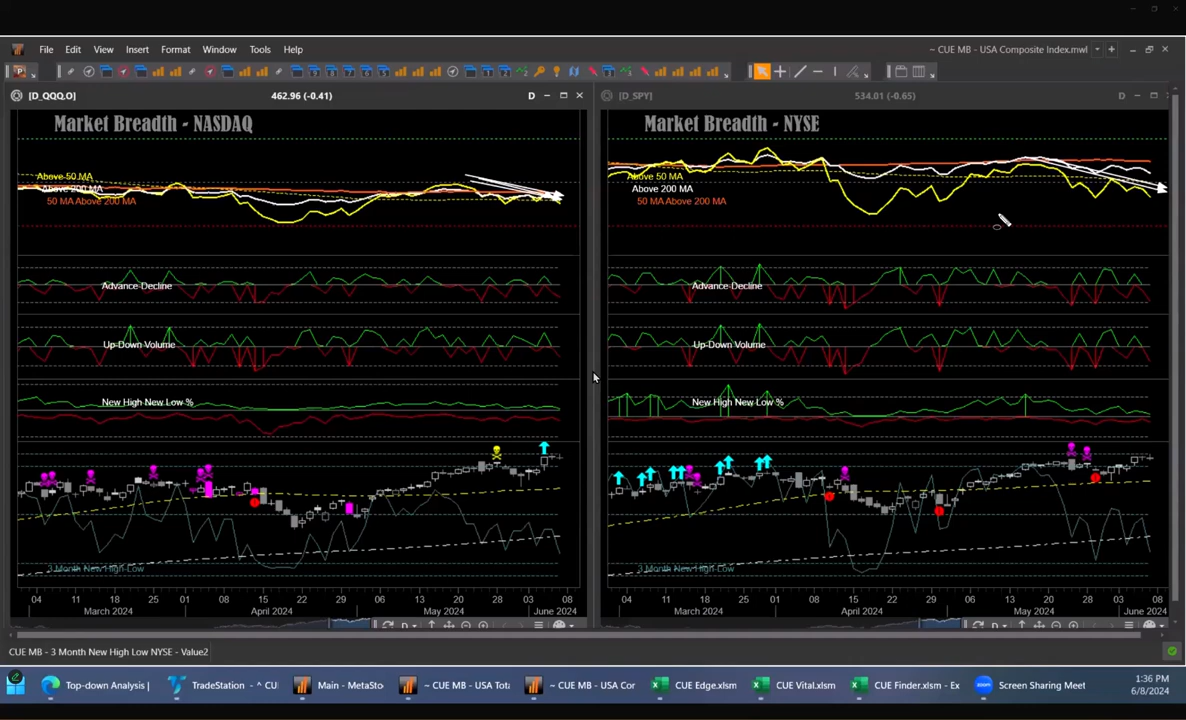 File Edit View Insert Format Window Tools Help
~ CUE MB - USA Composite Index.mwl
[D_QQQ.O] 462.96 (-0.41) D
Market Breadth - NASDAQ
Above 50 MA
Above 200 MA
50 MA Above 200 MA
Advance-Decline
Up-Down Volume
New High New Low %
3 Month New High-Low
04 11 18 25 01 08 15 22 29 06 13 20 28 03 08
March 2024 April 2024 May 2024 June 2024
D
[D_SPY] 534.01 (-0.65) D
Market Breadth - NYSE
Above 50 MA
Above 200 MA
50 MA Above 200 MA
Advance-Decline
Up-Down Volume
New High New Low %
3 Month New High-Low
04 11 18 25 01 08 15 22 29 06 13 20 28 03 08
March 2024 April 2024 May 2024 June 2024
D
CUE MB - 3 Month New High Low NYSE - Value2
Top-down Analysis | TradeStation - ^ CU Main - MetaSto ~ CUE MB - USA Tota ~ CUE MB - USA Cor CUE Edge.xlsm CUE Vital.xlsm CUE Finder.xlsm - Ex Screen Sharing Meet
1:36 PM
6/8/2024